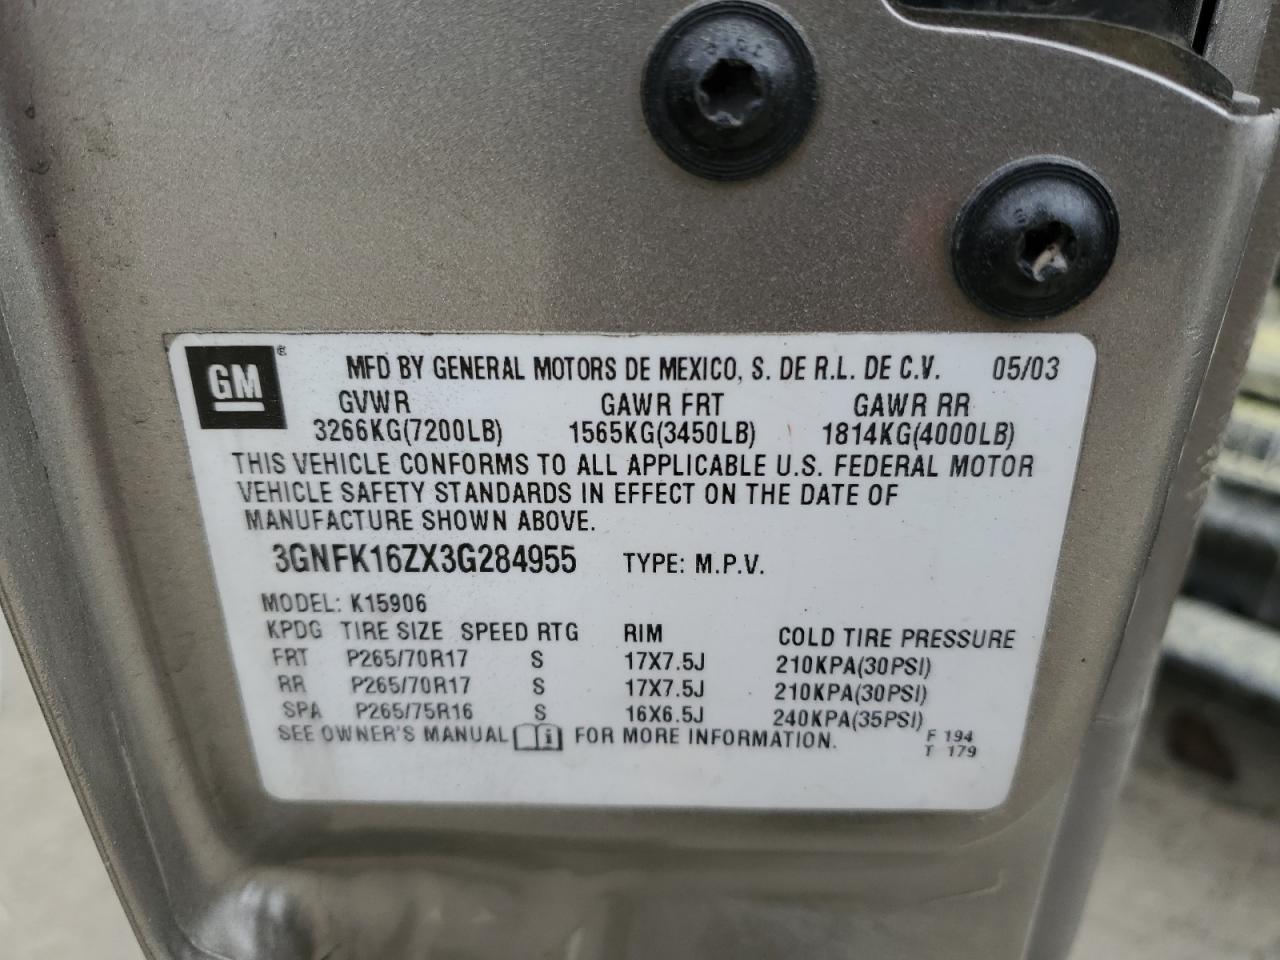 GM®
MFD BY GENERAL MOTORS DE MEXICO, S. DE R.L. DE C.V. 05/03
GVWR GAWR FRT GAWR RR
3266KG(7200LB) 1565KG(3450LB) 1814KG(4000LB)
THIS VEHICLE CONFORMS TO ALL APPLICABLE U.S. FEDERAL MOTOR
VEHICLE SAFETY STANDARDS IN EFFECT ON THE DATE OF
MANUFACTURE SHOWN ABOVE.
3GNFK16ZX3G284955 TYPE: M.P.V.
MODEL: K15906
KPDG TIRE SIZE SPEED RTG RIM COLD TIRE PRESSURE
FRT P265/70R17 S 17X7.5J 210KPA(30PSI)
RR P265/70R17 S 17X7.5J 210KPA(30PSI)
SPA P265/75R16 S 16X6.5J 240KPA(35PSI)
SEE OWNER'S MANUAL i FOR MORE INFORMATION. F 194
T 179